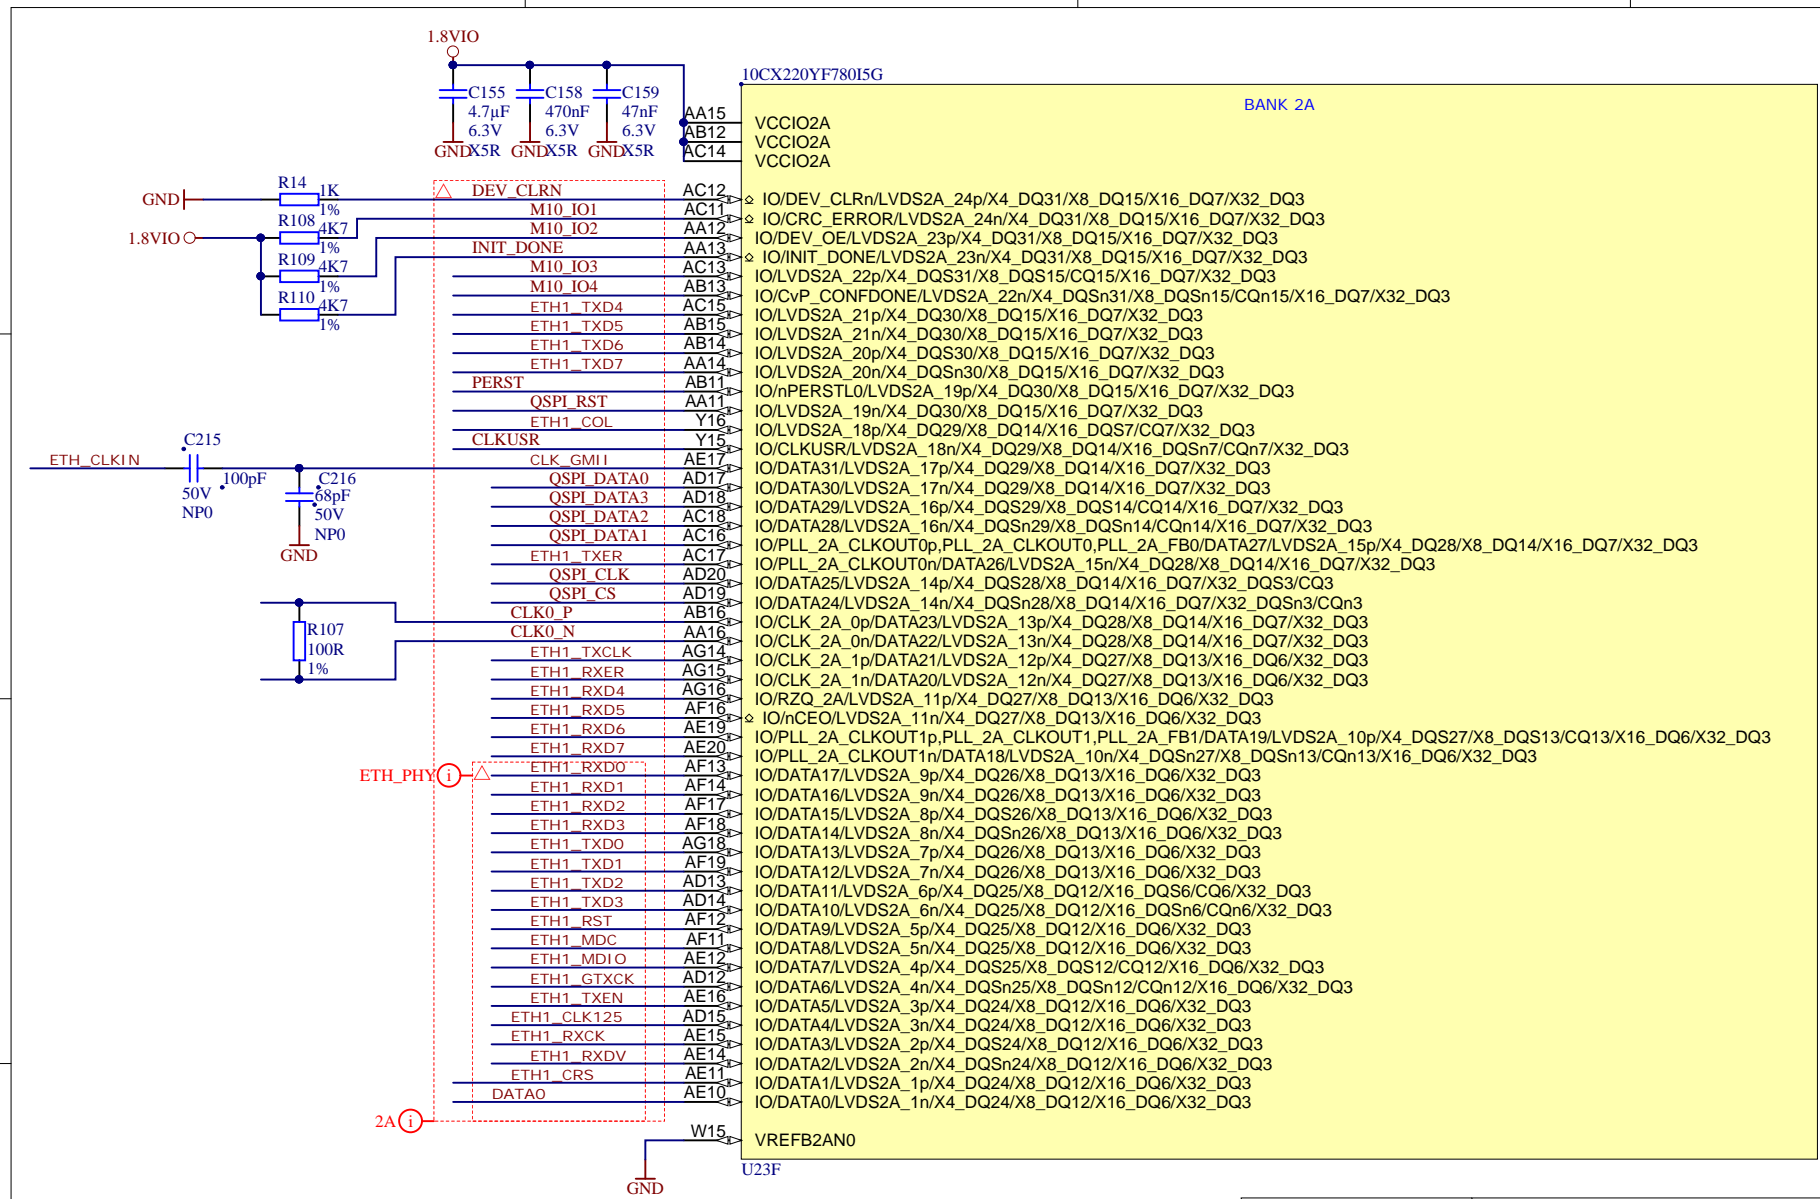 1.8VIO
10CX220YF780I5G
BANK 2A
C155
4.7µF
6.3V
X5R
GND
C158
470nF
6.3V
X5R
GND
C159
47nF
6.3V
X5R
GND
AA15 VCCIO2A
AB12 VCCIO2A
AC14 VCCIO2A
GND R14 1K 1%
1.8VIO
R108 4K7 1%
R109 4K7 1%
R110 4K7 1%
DEV_CLRN AC12 IO/DEV_CLRn/LVDS2A_24p/X4_DQ31/X8_DQ15/X16_DQ7/X32_DQ3
M10_IO1 AC11 IO/CRC_ERROR/LVDS2A_24n/X4_DQ31/X8_DQ15/X16_DQ7/X32_DQ3
M10_IO2 AA12 IO/DEV_OE/LVDS2A_23p/X4_DQ31/X8_DQ15/X16_DQ7/X32_DQ3
INIT_DONE AA13 IO/INIT_DONE/LVDS2A_23n/X4_DQ31/X8_DQ15/X16_DQ7/X32_DQ3
M10_IO3 AC13 IO/LVDS2A_22p/X4_DQS31/X8_DQS15/CQ15/X16_DQ7/X32_DQ3
M10_IO4 AB13 IO/CvP_CONFDONE/LVDS2A_22n/X4_DQSn31/X8_DQSn15/CQn15/X16_DQ7/X32_DQ3
ETH1_TXD4 AC15 IO/LVDS2A_21p/X4_DQ30/X8_DQ15/X16_DQ7/X32_DQ3
ETH1_TXD5 AB15 IO/LVDS2A_21n/X4_DQ30/X8_DQ15/X16_DQ7/X32_DQ3
ETH1_TXD6 AB14 IO/LVDS2A_20p/X4_DQS30/X8_DQ15/X16_DQ7/X32_DQ3
ETH1_TXD7 AA14 IO/LVDS2A_20n/X4_DQSn30/X8_DQ15/X16_DQ7/X32_DQ3
PERST AB11 IO/nPERSTL0/LVDS2A_19p/X4_DQ30/X8_DQ15/X16_DQ7/X32_DQ3
QSPI_RST AA11 IO/LVDS2A_19n/X4_DQ30/X8_DQ15/X16_DQ7/X32_DQ3
ETH1_COL Y16 IO/LVDS2A_18p/X4_DQ29/X8_DQ14/X16_DQS7/CQ7/X32_DQ3
CLKUSR Y15 IO/CLKUSR/LVDS2A_18n/X4_DQ29/X8_DQ14/X16_DQSn7/CQn7/X32_DQ3
ETH_CLKIN
C215
100pF
50V
NP0
C216
68pF
50V
NP0
GND
CLK_GMII AE17 IO/DATA31/LVDS2A_17p/X4_DQ29/X8_DQ14/X16_DQ7/X32_DQ3
QSPI_DATA0 AD17 IO/DATA30/LVDS2A_17n/X4_DQ29/X8_DQ14/X16_DQ7/X32_DQ3
QSPI_DATA3 AD18 IO/DATA29/LVDS2A_16p/X4_DQS29/X8_DQS14/CQ14/X16_DQ7/X32_DQ3
QSPI_DATA2 AC18 IO/DATA28/LVDS2A_16n/X4_DQSn29/X8_DQSn14/CQn14/X16_DQ7/X32_DQ3
QSPI_DATA1 AC16 IO/PLL_2A_CLKOUT0p,PLL_2A_CLKOUT0,PLL_2A_FB0/DATA27/LVDS2A_15p/X4_DQ28/X8_DQ14/X16_DQ7/X32_DQ3
ETH1_TXER AC17 IO/PLL_2A_CLKOUT0n/DATA26/LVDS2A_15n/X4_DQ28/X8_DQ14/X16_DQ7/X32_DQ3
QSPI_CLK AD20 IO/DATA25/LVDS2A_14p/X4_DQS28/X8_DQ14/X16_DQ7/X32_DQS3/CQ3
QSPI_CS AD19 IO/DATA24/LVDS2A_14n/X4_DQSn28/X8_DQ14/X16_DQ7/X32_DQSn3/CQn3
R107
100R
1%
CLK0_P AB16 IO/CLK_2A_0p/DATA23/LVDS2A_13p/X4_DQ28/X8_DQ14/X16_DQ7/X32_DQ3
CLK0_N AA16 IO/CLK_2A_0n/DATA22/LVDS2A_13n/X4_DQ28/X8_DQ14/X16_DQ7/X32_DQ3
ETH1_TXCLK AG14 IO/CLK_2A_1p/DATA21/LVDS2A_12p/X4_DQ27/X8_DQ13/X16_DQ6/X32_DQ3
ETH1_RXER AG15 IO/CLK_2A_1n/DATA20/LVDS2A_12n/X4_DQ27/X8_DQ13/X16_DQ6/X32_DQ3
ETH1_RXD4 AG16 IO/RZQ_2A/LVDS2A_11p/X4_DQ27/X8_DQ13/X16_DQ6/X32_DQ3
ETH1_RXD5 AF16 IO/nCEO/LVDS2A_11n/X4_DQ27/X8_DQ13/X16_DQ6/X32_DQ3
ETH1_RXD6 AE19 IO/PLL_2A_CLKOUT1p,PLL_2A_CLKOUT1,PLL_2A_FB1/DATA19/LVDS2A_10p/X4_DQS27/X8_DQS13/CQ13/X16_DQ6/X32_DQ3
ETH1_RXD7 AE20 IO/PLL_2A_CLKOUT1n/DATA18/LVDS2A_10n/X4_DQSn27/X8_DQSn13/CQn13/X16_DQ6/X32_DQ3
ETH_PHY i
ETH1_RXD0 AF13 IO/DATA17/LVDS2A_9p/X4_DQ26/X8_DQ13/X16_DQ6/X32_DQ3
ETH1_RXD1 AF14 IO/DATA16/LVDS2A_9n/X4_DQ26/X8_DQ13/X16_DQ6/X32_DQ3
ETH1_RXD2 AF17 IO/DATA15/LVDS2A_8p/X4_DQS26/X8_DQ13/X16_DQ6/X32_DQ3
ETH1_RXD3 AF18 IO/DATA14/LVDS2A_8n/X4_DQSn26/X8_DQ13/X16_DQ6/X32_DQ3
ETH1_TXD0 AG18 IO/DATA13/LVDS2A_7p/X4_DQ26/X8_DQ13/X16_DQ6/X32_DQ3
ETH1_TXD1 AF19 IO/DATA12/LVDS2A_7n/X4_DQ26/X8_DQ13/X16_DQ6/X32_DQ3
ETH1_TXD2 AD13 IO/DATA11/LVDS2A_6p/X4_DQ25/X8_DQ12/X16_DQS6/CQ6/X32_DQ3
ETH1_TXD3 AD14 IO/DATA10/LVDS2A_6n/X4_DQ25/X8_DQ12/X16_DQSn6/CQn6/X32_DQ3
ETH1_RST AF12 IO/DATA9/LVDS2A_5p/X4_DQ25/X8_DQ12/X16_DQ6/X32_DQ3
ETH1_MDC AF11 IO/DATA8/LVDS2A_5n/X4_DQ25/X8_DQ12/X16_DQ6/X32_DQ3
ETH1_MDIO AE12 IO/DATA7/LVDS2A_4p/X4_DQS25/X8_DQS12/CQ12/X16_DQ6/X32_DQ3
ETH1_GTXCK AD12 IO/DATA6/LVDS2A_4n/X4_DQSn25/X8_DQSn12/CQn12/X16_DQ6/X32_DQ3
ETH1_TXEN AE16 IO/DATA5/LVDS2A_3p/X4_DQ24/X8_DQ12/X16_DQ6/X32_DQ3
ETH1_CLK125 AD15 IO/DATA4/LVDS2A_3n/X4_DQ24/X8_DQ12/X16_DQ6/X32_DQ3
ETH1_RXCK AE15 IO/DATA3/LVDS2A_2p/X4_DQS24/X8_DQ12/X16_DQ6/X32_DQ3
ETH1_RXDV AE14 IO/DATA2/LVDS2A_2n/X4_DQSn24/X8_DQ12/X16_DQ6/X32_DQ3
ETH1_CRS AE11 IO/DATA1/LVDS2A_1p/X4_DQ24/X8_DQ12/X16_DQ6/X32_DQ3
DATA0 AE10 IO/DATA0/LVDS2A_1n/X4_DQ24/X8_DQ12/X16_DQ6/X32_DQ3
2A i
W15 VREFB2AN0
GND
U23F